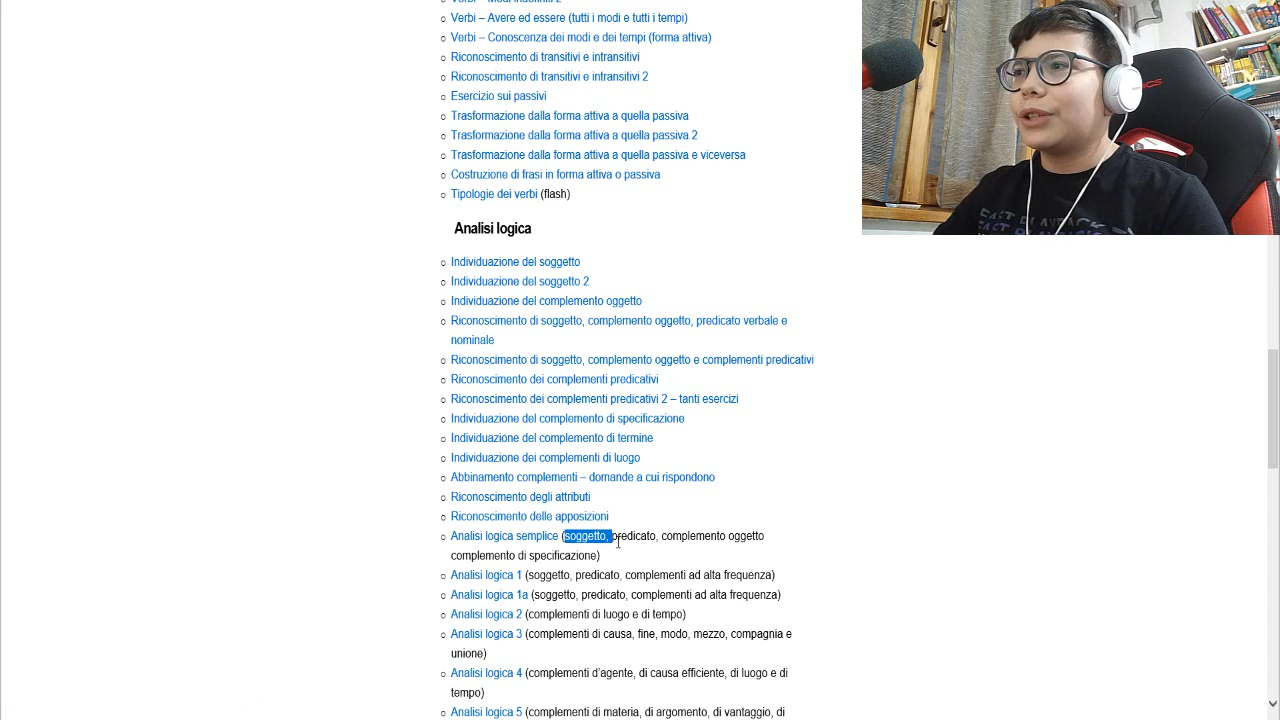 Verbi – Modi indefiniti 2
Verbi – Avere ed essere (tutti i modi e tutti i tempi)
Verbi – Conoscenza dei modi e dei tempi (forma attiva)
Riconoscimento di transitivi e intransitivi
Riconoscimento di transitivi e intransitivi 2
Esercizio sui passivi
Trasformazione dalla forma attiva a quella passiva
Trasformazione dalla forma attiva a quella passiva 2
Trasformazione dalla forma attiva a quella passiva e viceversa
Costruzione di frasi in forma attiva o passiva
Tipologie dei verbi (flash)
Analisi logica
Individuazione del soggetto
Individuazione del soggetto 2
Individuazione del complemento oggetto
Riconoscimento di soggetto, complemento oggetto, predicato verbale e
nominale
Riconoscimento di soggetto, complemento oggetto e complementi predicativi
Riconoscimento dei complementi predicativi
Riconoscimento dei complementi predicativi 2 – tanti esercizi
Individuazione del complemento di specificazione
Individuazione del complemento di termine
Individuazione dei complementi di luogo
Abbinamento complementi – domande a cui rispondono
Riconoscimento degli attributi
Riconoscimento delle apposizioni
Analisi logica semplice (soggetto, predicato, complemento oggetto
complemento di specificazione)
Analisi logica 1 (soggetto, predicato, complementi ad alta frequenza)
Analisi logica 1a (soggetto, predicato, complementi ad alta frequenza)
Analisi logica 2 (complementi di luogo e di tempo)
Analisi logica 3 (complementi di causa, fine, modo, mezzo, compagnia e
unione)
Analisi logica 4 (complementi d'agente, di causa efficiente, di luogo e di
tempo)
Analisi logica 5 (complementi di materia, di argomento, di vantaggio, di